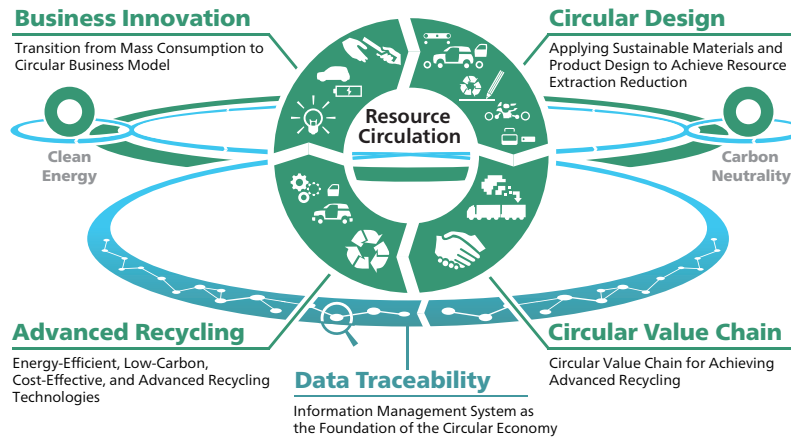 Business Innovation
Transition from Mass Consumption to
Circular Business Model
Circular Design
Applying Sustainable Materials and
Product Design to Achieve Resource
Extraction Reduction
Resource
Circulation
Clean
Energy
Carbon
Neutrality
Advanced Recycling
Energy-Efficient, Low-Carbon,
Cost-Effective, and Advanced Recycling
Technologies
Data Traceability
Information Management System as
the Foundation of the Circular Economy
Circular Value Chain
Circular Value Chain for Achieving
Advanced Recycling